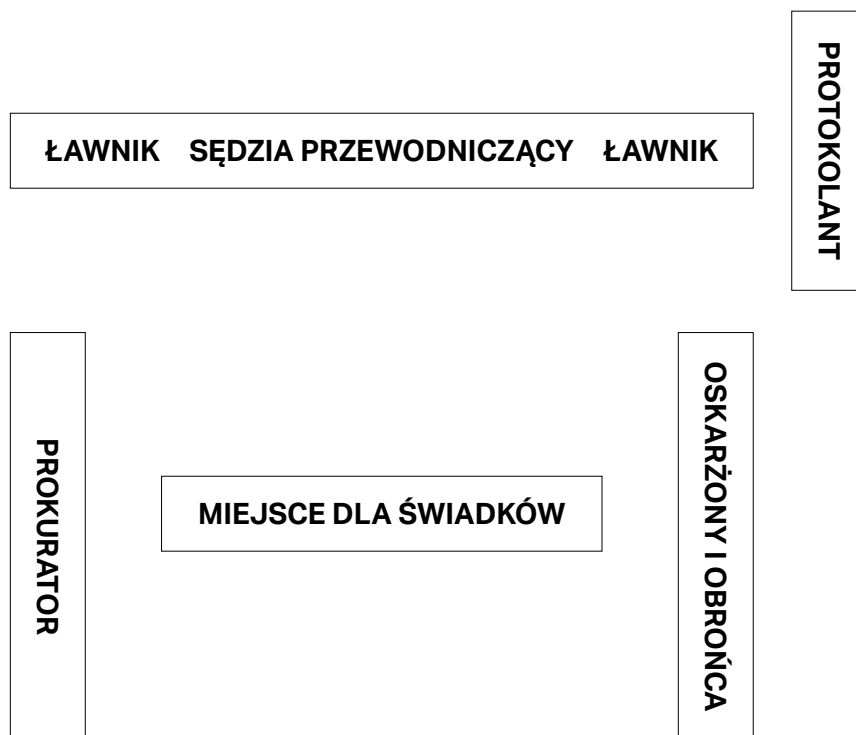 PROTOKOLANT
ŁAWNIK SĘDZIA PRZEWODNICZĄCY ŁAWNIK
PROKURATOR
MIEJSCE DLA ŚWIADKÓW
OSKARŻONY I OBROŃCA